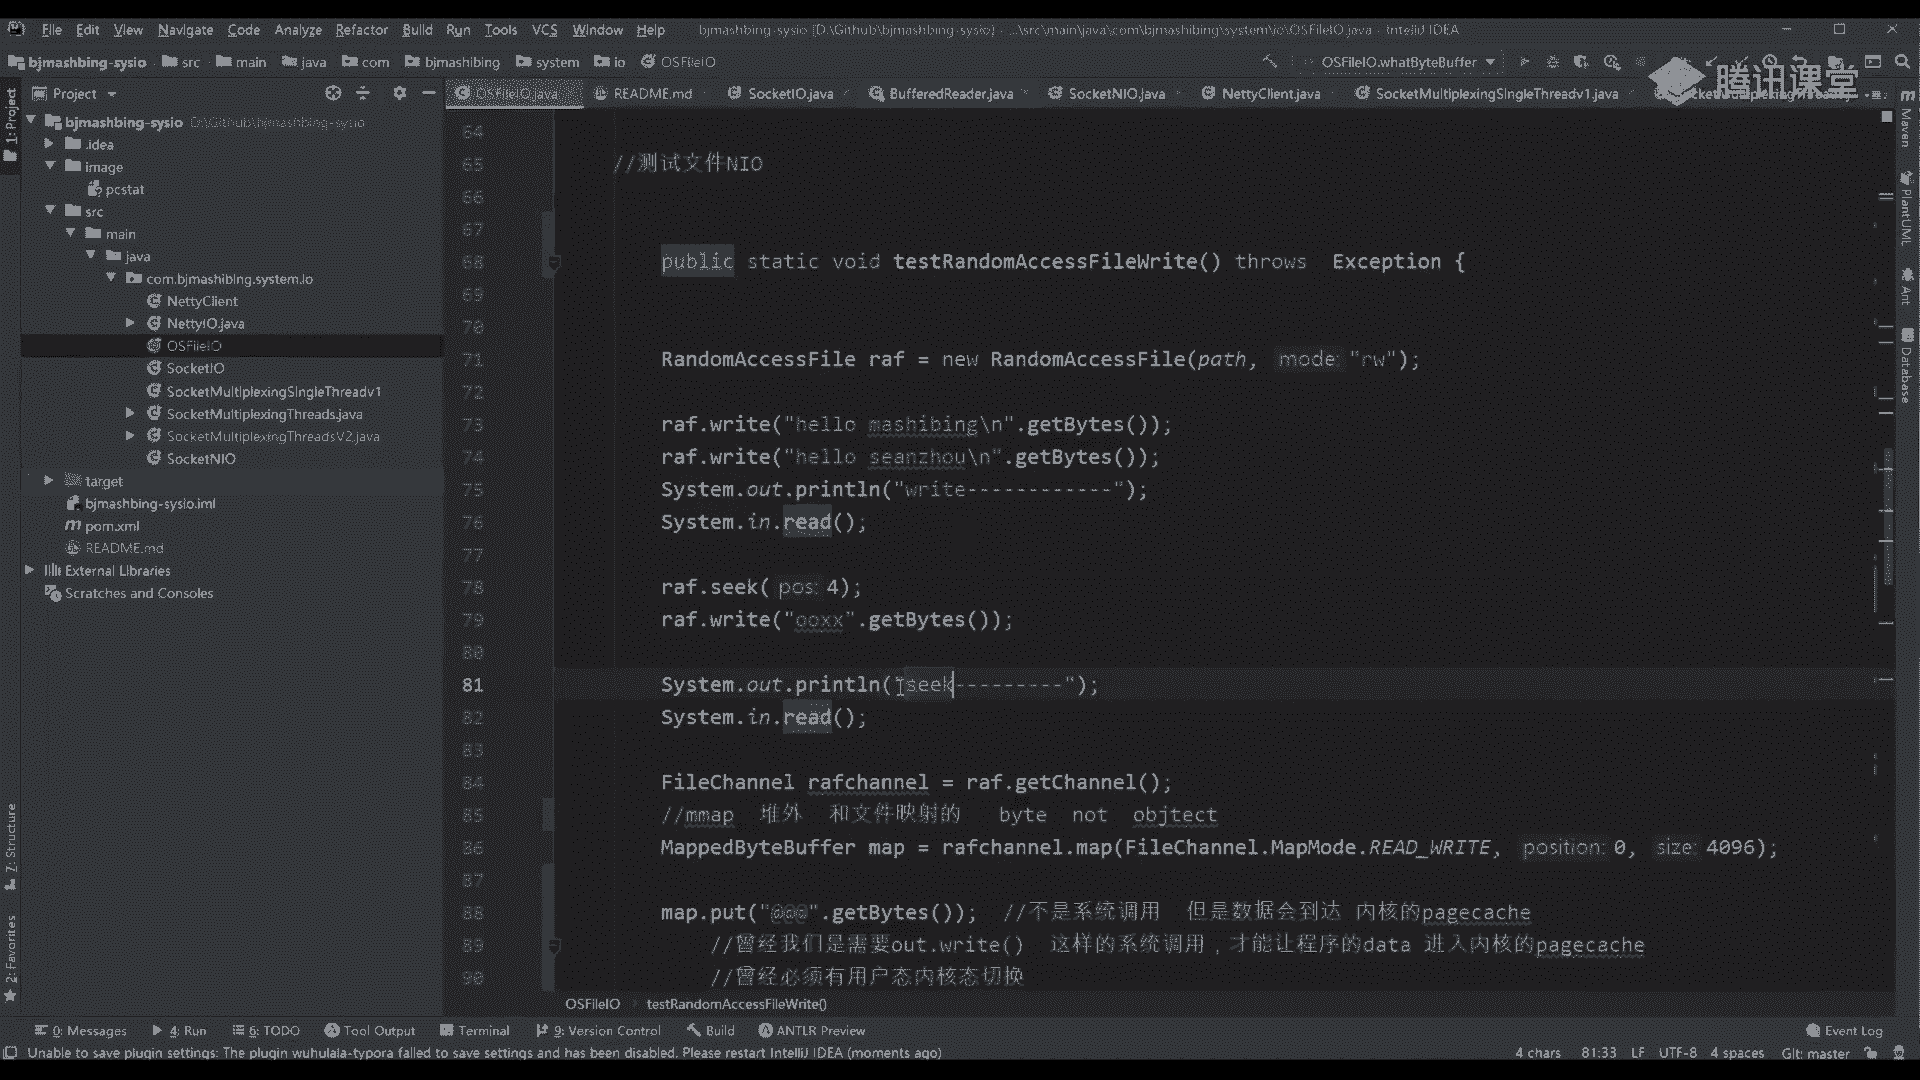 File Edit View Navigate Code Analyze Refactor Build Run Tools VCS Window Help bjmashbing-sysio [D:\Github\bjmashbing-sysio] - ...\src\main\java\com\bjmashibing\system\io\OSFileIO.java - IntelliJ IDEA
bjmashbing-sysio src main java com bjmashibing system io OSFileIO OSFileIO.whatByteBuffer
腾讯课堂
Project OSFileIO.java README.md SocketIO.java BufferedReader.java SocketNIO.java NettyClient.java SocketMultiplexingSingleThreadv1.java
1: Project
bjmashbing-sysio D:\Github\bjmashbing-sysio
.idea
image
pcstat
src
main
java
com.bjmashibing.system.io
NettyClient
NettyIO.java
OSFileIO
SocketIO
SocketMultiplexingSingleThreadv1
SocketMultiplexingThreads.java
SocketMultiplexingThreadsV2.java
SocketNIO
target
bjmashbing-sysio.iml
pom.xml
README.md
External Libraries
Scratches and Consoles
7: Structure
2: Favorites
64
65 //测试文件NIO
66
67
68 public static void testRandomAccessFileWrite() throws Exception {
69
70
71 RandomAccessFile raf = new RandomAccessFile(path, mode: "rw");
72
73 raf.write("hello mashibing\n".getBytes());
74 raf.write("hello seanzhou\n".getBytes());
75 System.out.println("write------------");
76 System.in.read();
77
78 raf.seek( pos: 4);
79 raf.write("ooxx".getBytes());
80
81 System.out.println("seek---------");
82 System.in.read();
83
84 FileChannel rafchannel = raf.getChannel();
85 //mmap 堆外 和文件映射的 byte not objtect
86 MappedByteBuffer map = rafchannel.map(FileChannel.MapMode.READ_WRITE, position: 0, size: 4096);
87
88 map.put("@@@".getBytes()); //不是系统调用 但是数据会到达 内核的pagecache
89 //曾经我们是需要out.write() 这样的系统调用，才能让程序的data 进入内核的pagecache
90 //曾经必须有用户态内核态切换
OSFileIO testRandomAccessFileWrite()
Maven
PlantUML
Ant
Database
0: Messages 4: Run 6: TODO Tool Output Terminal 9: Version Control Build ANTLR Preview Event Log
Unable to save plugin settings: The plugin wuhulala-typora failed to save settings and has been disabled. Please restart IntelliJ IDEA (moments ago) 4 chars 81:33 LF UTF-8 4 spaces Git: master